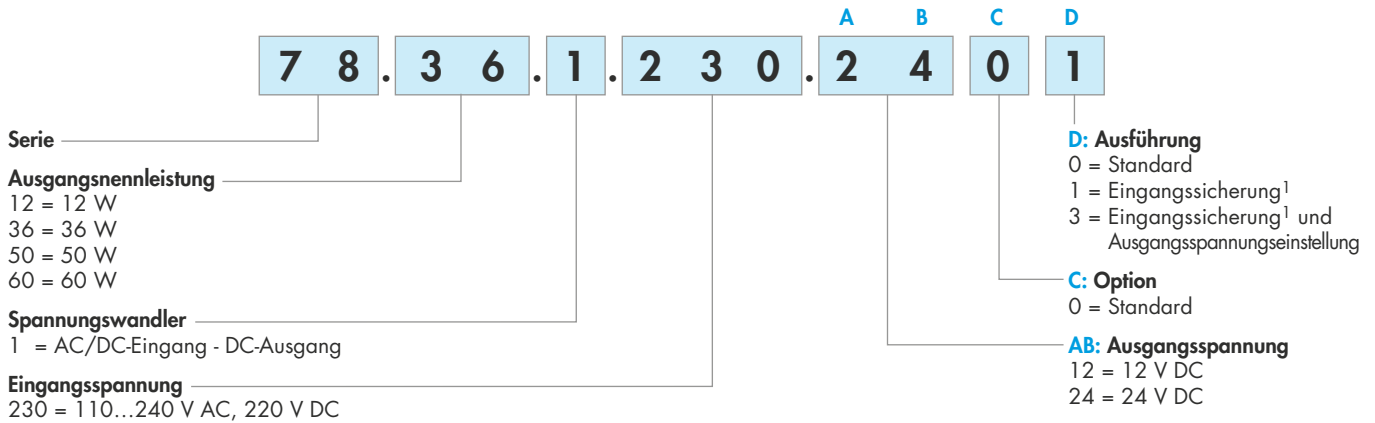 A B C D
7 8 . 3 6 . 1 . 2 3 0 . 2 4 0 1
Serie
Ausgangsnennleistung
12 = 12 W
36 = 36 W
50 = 50 W
60 = 60 W
Spannungswandler
1 = AC/DC-Eingang - DC-Ausgang
Eingangsspannung
230 = 110…240 V AC, 220 V DC
D: Ausführung
0 = Standard
1 = Eingangssicherung¹
3 = Eingangssicherung¹ und
Ausgangsspannungseinstellung
C: Option
0 = Standard
AB: Ausgangsspannung
12 = 12 V DC
24 = 24 V DC